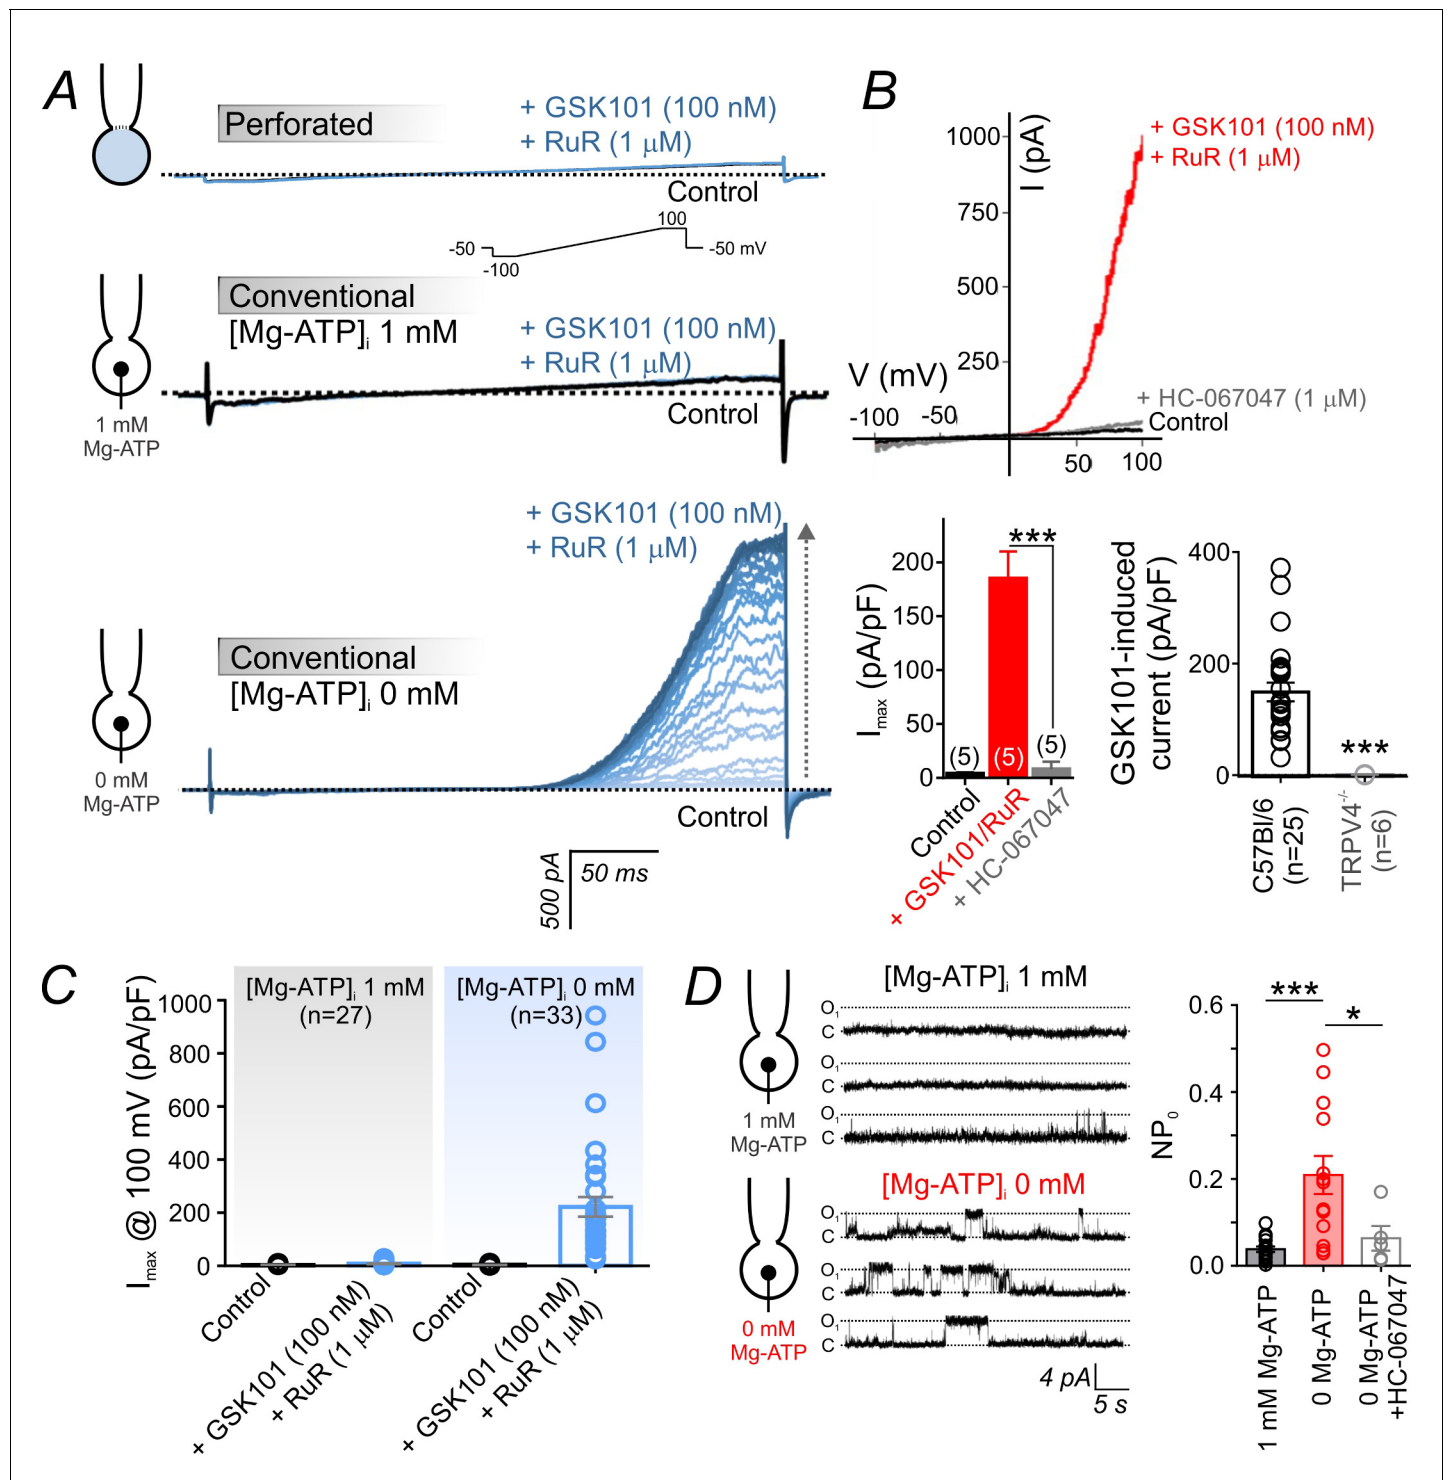 A
Perforated
+ GSK101 (100 nM)
+ RuR (1 μM)
Control
100
-50
-50 mV
-100
Conventional
[Mg-ATP]i 1 mM
+ GSK101 (100 nM)
+ RuR (1 μM)
Control
1 mM
Mg-ATP
+ GSK101 (100 nM)
+ RuR (1 μM)
Conventional
[Mg-ATP]i 0 mM
0 mM
Mg-ATP
Control
500 pA
50 ms
B
1000
750
500
250
I (pA)
+ GSK101 (100 nM)
+ RuR (1 μM)
V (mV)
-100
-50
50
100
+ HC-067047 (1 μM)
Control
Imax (pA/pF)
200
150
100
50
0
***
(5)
(5)
(5)
Control
+ GSK101/RuR
+ HC-067047
GSK101-induced
current (pA/pF)
400
200
0
***
C57Bl/6
(n=25)
TRPV4-/-
(n=6)
C
Imax @ 100 mV (pA/pF)
1000
800
600
400
200
0
[Mg-ATP]i 1 mM
(n=27)
[Mg-ATP]i 0 mM
(n=33)
Control
+ GSK101 (100 nM)
+ RuR (1 μM)
Control
+ GSK101 (100 nM)
+ RuR (1 μM)
D
[Mg-ATP]i 1 mM
O1
C
O1
C
O1
C
1 mM
Mg-ATP
[Mg-ATP]i 0 mM
O1
C
O1
C
O1
C
0 mM
Mg-ATP
4 pA
5 s
NP0
0.6
0.4
0.2
0.0
***
*
1 mM Mg-ATP
0 Mg-ATP
0 Mg-ATP
+HC-067047